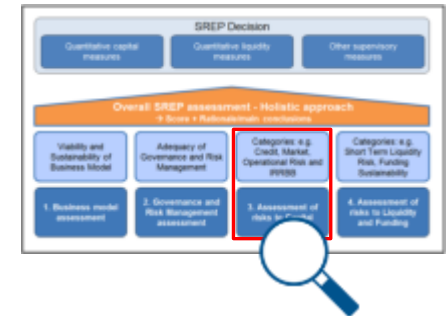 SREP Decision
Quantitative capital
measures
Quantitative liquidity
measures
Other supervisory
measures
Overall SREP assessment - Holistic approach
→ Score + Rationale/main conclusions
Viability and
Sustainability of
Business Model
Adequacy of
Governance and Risk
Management
Categories: e.g.
Credit, Market,
Operational Risk and
IRRBB
Categories: e.g.
Short Term Liquidity
Risk, Funding
Sustainability
1. Business model
assessment
2. Governance and
Risk Management
assessment
3. Assessment of
risks to Capital
4. Assessment of
risks to Liquidity
and Funding